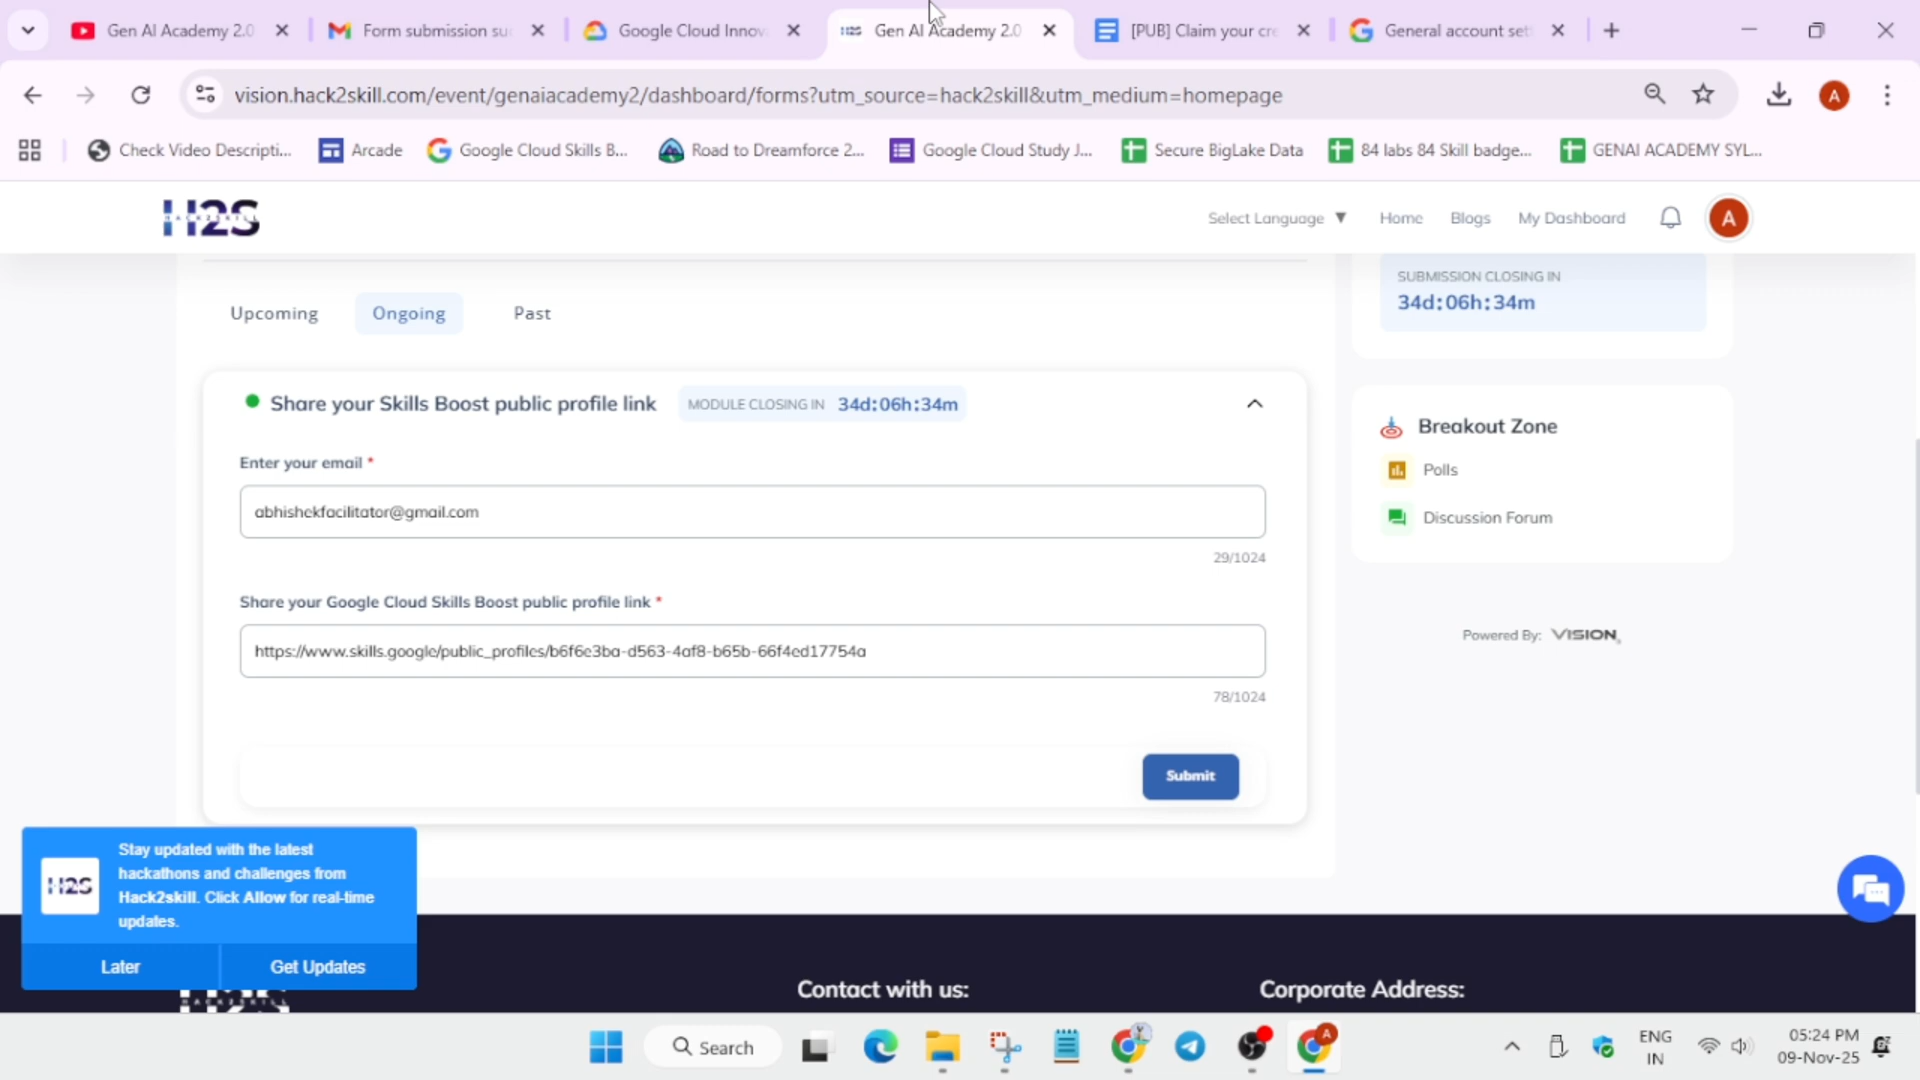 Gen AI Academy 2.0
Form submission su
Google Cloud Innov
Gen AI Academy 2.0
[PUB] Claim your cre
General account set
vision.hack2skill.com/event/genaiacademy2/dashboard/forms?utm_source=hack2skill&utm_medium=homepage
A
Check Video Descripti...
Arcade
Google Cloud Skills B...
Road to Dreamforce 2...
Google Cloud Study J...
Secure BigLake Data
84 labs 84 Skill badge...
GENAI ACADEMY SYL...
H2S
HACK2SKILL
Select Language ▼
Home
Blogs
My Dashboard
A
SUBMISSION CLOSING IN
34d:06h:34m
Upcoming
Ongoing
Past
Share your Skills Boost public profile link
MODULE CLOSING IN 34d:06h:34m
Enter your email *
abhishekfacilitator@gmail.com
29/1024
Share your Google Cloud Skills Boost public profile link *
https://www.skills.google/public_profiles/b6f6e3ba-d563-4af8-b65b-66f4ed17754a
78/1024
Submit
Breakout Zone
Polls
Discussion Forum
Powered By: VISION
Stay updated with the latest
hackathons and challenges from
Hack2skill. Click Allow for real-time
updates.
H2S
Later
Get Updates
HACK2SKILL
Contact with us:
Corporate Address:
Search
A
ENG
IN
05:24 PM
09-Nov-25